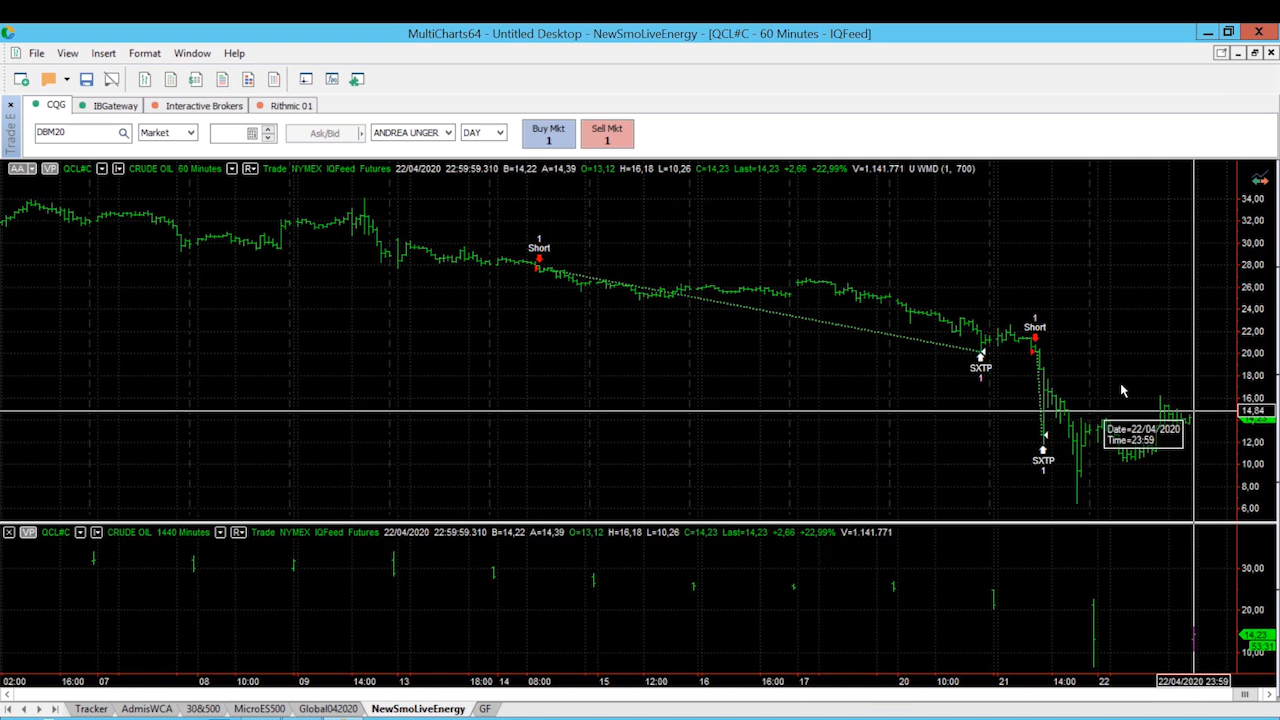 MultiCharts64 - Untitled Desktop - NewSmoLiveEnergy - [QCL#C - 60 Minutes - IQFeed]
File View Insert Format Window Help
CQG IBGateway Interactive Brokers Rithmic 01
Trade E
DBM20 Market Ask/Bid ANDREA UNGER DAY Buy Mkt 1 Sell Mkt 1
AA VP QCL#C I R CRUDE OIL 60 Minutes Trade NYMEX IQFeed Futures 22/04/2020 22:59:59.310 B=14,22 A=14,39 O=13,12 H=16,18 L=10,26 C=14,23 Last=14,23 +2,66 +22,99% V=1.141.771 U WMD (1, 700)
34,00
32,00
30,00
28,00
26,00
24,00
22,00
20,00
18,00
16,00
14,84
14,23
12,00
10,00
8,00
6,00
1
Short
SXTP
1
1
Short
SXTP
1
Date=22/04/2020
Time=23:59
VP QCL#C I CRUDE OIL 1440 Minutes R Trade NYMEX IQFeed Futures 22/04/2020 22:59:59.310 B=14,22 A=14,39 O=13,12 H=16,18 L=10,26 C=14,23 Last=14,23 +2,66 +22,99% V=1.141.771
30,00
20,00
14,23
53,31
10,00
02:00 16:00 07 08 10:00 09 14:00 13 18:00 14 08:00 15 12:00 16 16:00 17 20 10:00 21 14:00 22 22/04/2020 23:59
Tracker AdmisWCA 30&500 MicroES500 Global042020 NewSmoLiveEnergy GF